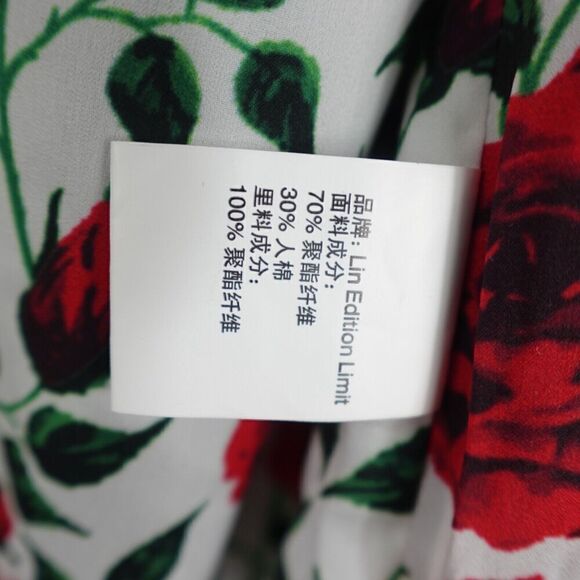 品牌: Lin Edition Limit
面料成分:
70% 聚酯纤维
30% 人棉
里料成分:
100% 聚酯纤维